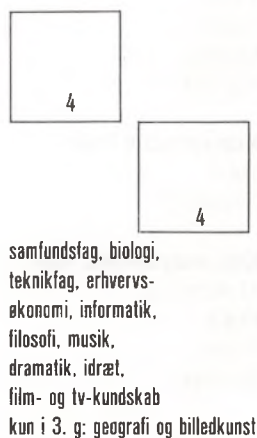 4
4
samfundsfag, biologi,
teknikfag, erhvervs-
økonomi, informatik,
filosofi, musik,
dramatik, idræt,
film- og tv-kundskab
kun i 3. g: geografi og billedkunst